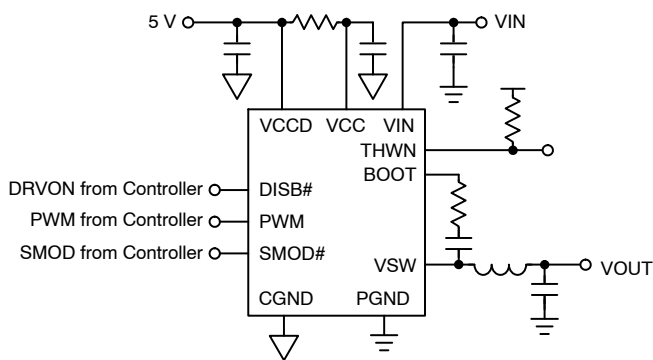 5 V
VIN
VCCD VCC VIN
THWN
BOOT
DRVON from Controller DISB#
PWM from Controller PWM
SMOD from Controller SMOD#
VSW
VOUT
CGND PGND